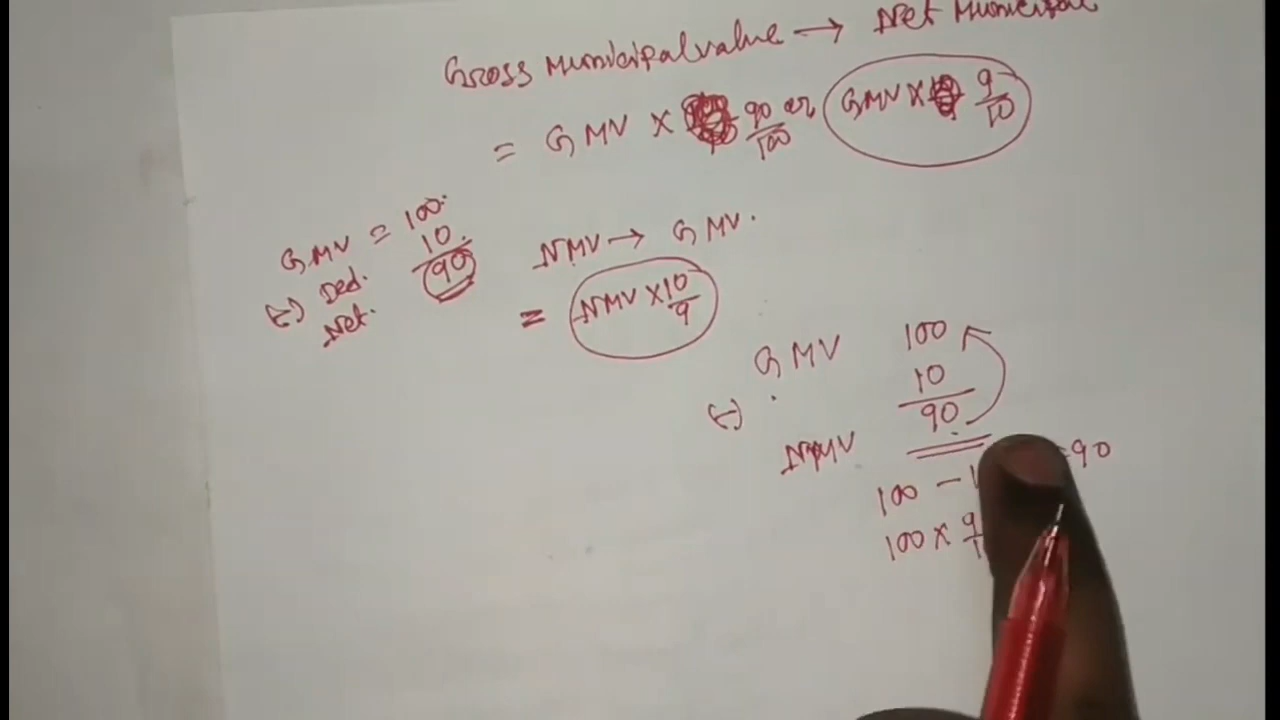 Gross Municipal value → Net Municipal
= GMV × 90/100 or GMV × 9/10
GMV = 100.
(-) Ded. 10.
Net. 90
NMV → GMV.
= NMV × 10/9
GMV 100
(-) 10
NMV 90
100 - 90
100 × 9